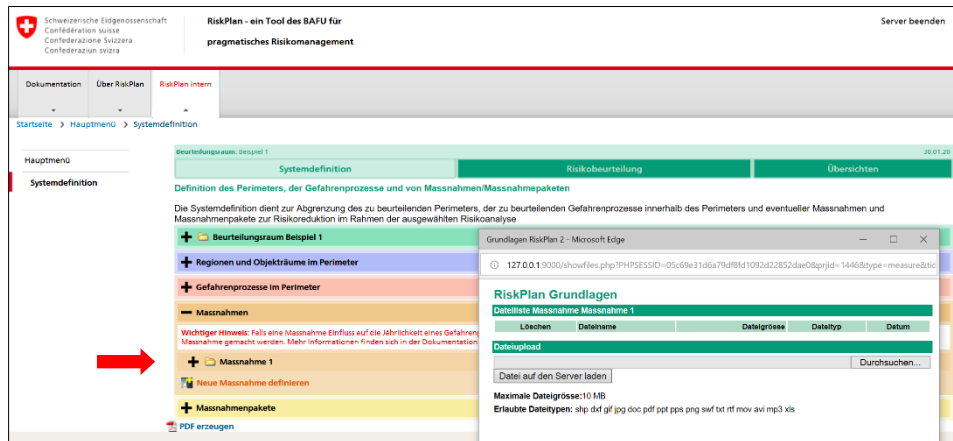 Schweizerische Eidgenossenschaft
Confédération suisse
Confederazione Svizzera
Confederaziun svizra
RiskPlan - ein Tool des BAFU für
pragmatisches Risikomanagement
Server beenden
Dokumentation
Über RiskPlan
RiskPlan intern
Startseite > Hauptmenü > Systemdefinition
Hauptmenü
Systemdefinition
Beurteilungsraum: Beispiel 1
30.01.20
Systemdefinition
Risikobeurteilung
Übersichten
Definition des Perimeters, der Gefahrenprozesse und von Massnahmen/Massnahmepaketen
Die Systemdefinition dient zur Abgrenzung des zu beurteilenden Perimeters, der zu beurteilenden Gefahrenprozesse innerhalb des Perimeters und eventueller Massnahmen und
Massnahmenpakete zur Risikoreduktion im Rahmen der ausgewählten Risikoanalyse
Beurteilungsraum Beispiel 1
Regionen und Objekträume im Perimeter
Gefahrenprozesse im Perimeter
Massnahmen
Wichtiger Hinweis: Falls eine Massnahme Einfluss auf die Jährlichkeit eines Gefahren
Massnahme gemacht werden. Mehr Informationen finden sich in der Dokumentation
Massnahme 1
Neue Massnahme definieren
Massnahmenpakete
PDF erzeugen
Grundlagen RiskPlan 2 - Microsoft Edge
127.0.0.1:9000/showfiles.php?PHPSESSID=05c69e31d6a79df8fd1092d22852dae0&prjid=1446&type=measure&tid
RiskPlan Grundlagen
Dateiliste Massnahme Massnahme 1
Löschen Dateiname Dateigrösse Dateityp Datum
Dateiupload
Durchsuchen...
Datei auf den Server laden
Maximale Dateigrösse:10 MB
Erlaubte Dateitypen: shp dxf gif jpg doc pdf ppt pps png swf txt rtf mov avi mp3 xls